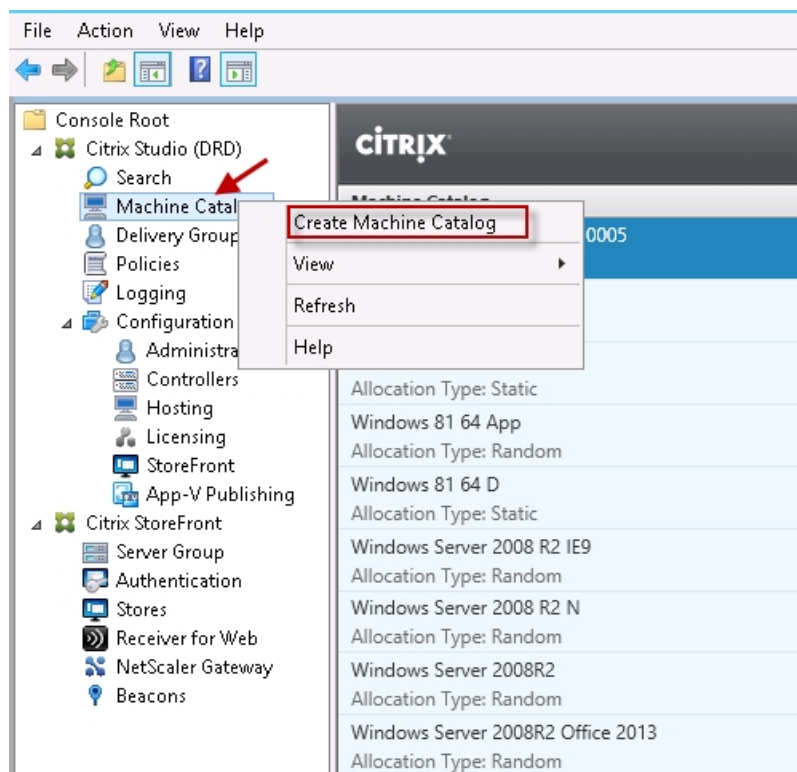 File Action View Help
Console Root
Citrix Studio (DRD)
Search
Machine Catal
Delivery Group
Policies
Logging
Configuration
Administra
Controllers
Hosting
Licensing
StoreFront
App-V Publishing
Citrix StoreFront
Server Group
Authentication
Stores
Receiver for Web
NetScaler Gateway
Beacons
Create Machine Catalog
View
Refresh
Help
CİTRIX
Machine Catalog
0005
Allocation Type: Static
Windows 81 64 App
Allocation Type: Random
Windows 81 64 D
Allocation Type: Static
Windows Server 2008 R2 IE9
Allocation Type: Random
Windows Server 2008 R2 N
Allocation Type: Random
Windows Server 2008R2
Allocation Type: Random
Windows Server 2008R2 Office 2013
Allocation Type: Random